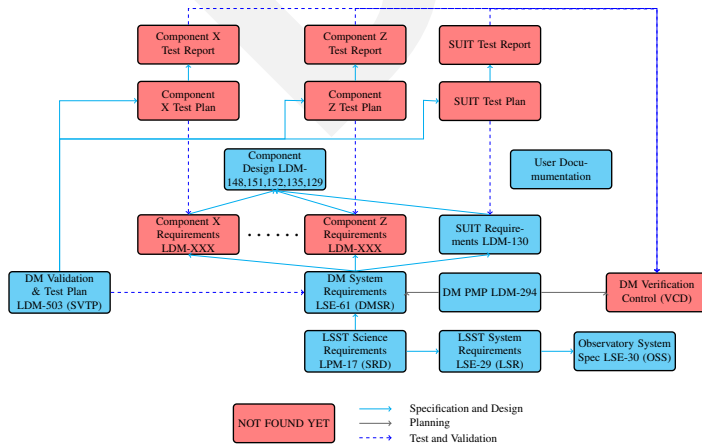 Component X
Test Report
Component Z
Test Report
SUIT Test Report
Component
X Test Plan
Component
Z Test Plan
SUIT Test Plan
Component
Design LDM-
148,151,152,135,129
User Docu-
mumentation
Component X
Requirements
LDM-XXX
Component Z
Requirements
LDM-XXX
SUIT Require-
ments LDM-130
DM Validation
& Test Plan
LDM-503 (SVTP)
DM System
Requirements
LSE-61 (DMSR)
DM PMP LDM-294
DM Verification
Control (VCD)
LSST Science
Requirements
LPM-17 (SRD)
LSST System
Requirements
LSE-29 (LSR)
Observatory System
Spec LSE-30 (OSS)
NOT FOUND YET
Specification and Design
Planning
Test and Validation